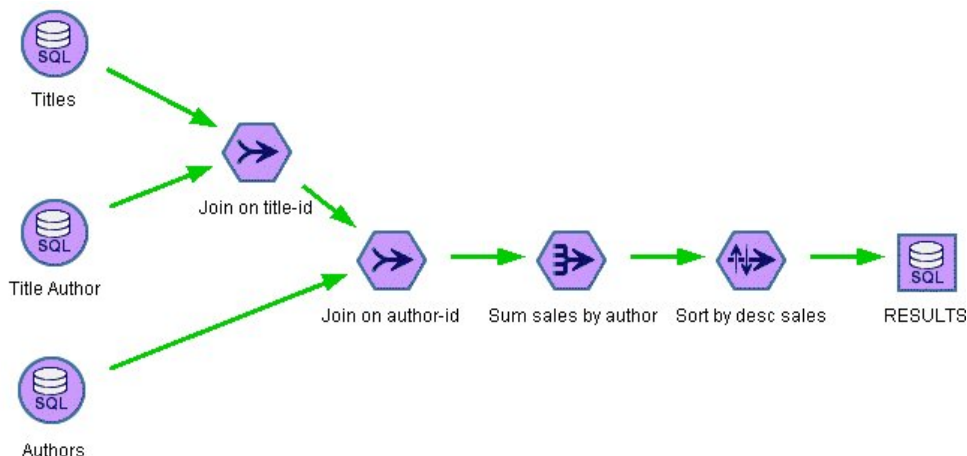 SQL
Titles
Join on title-id
SQL
Title Author
Join on author-id
Sum sales by author
Sort by desc sales
SQL
RESULTS
SQL
Authors